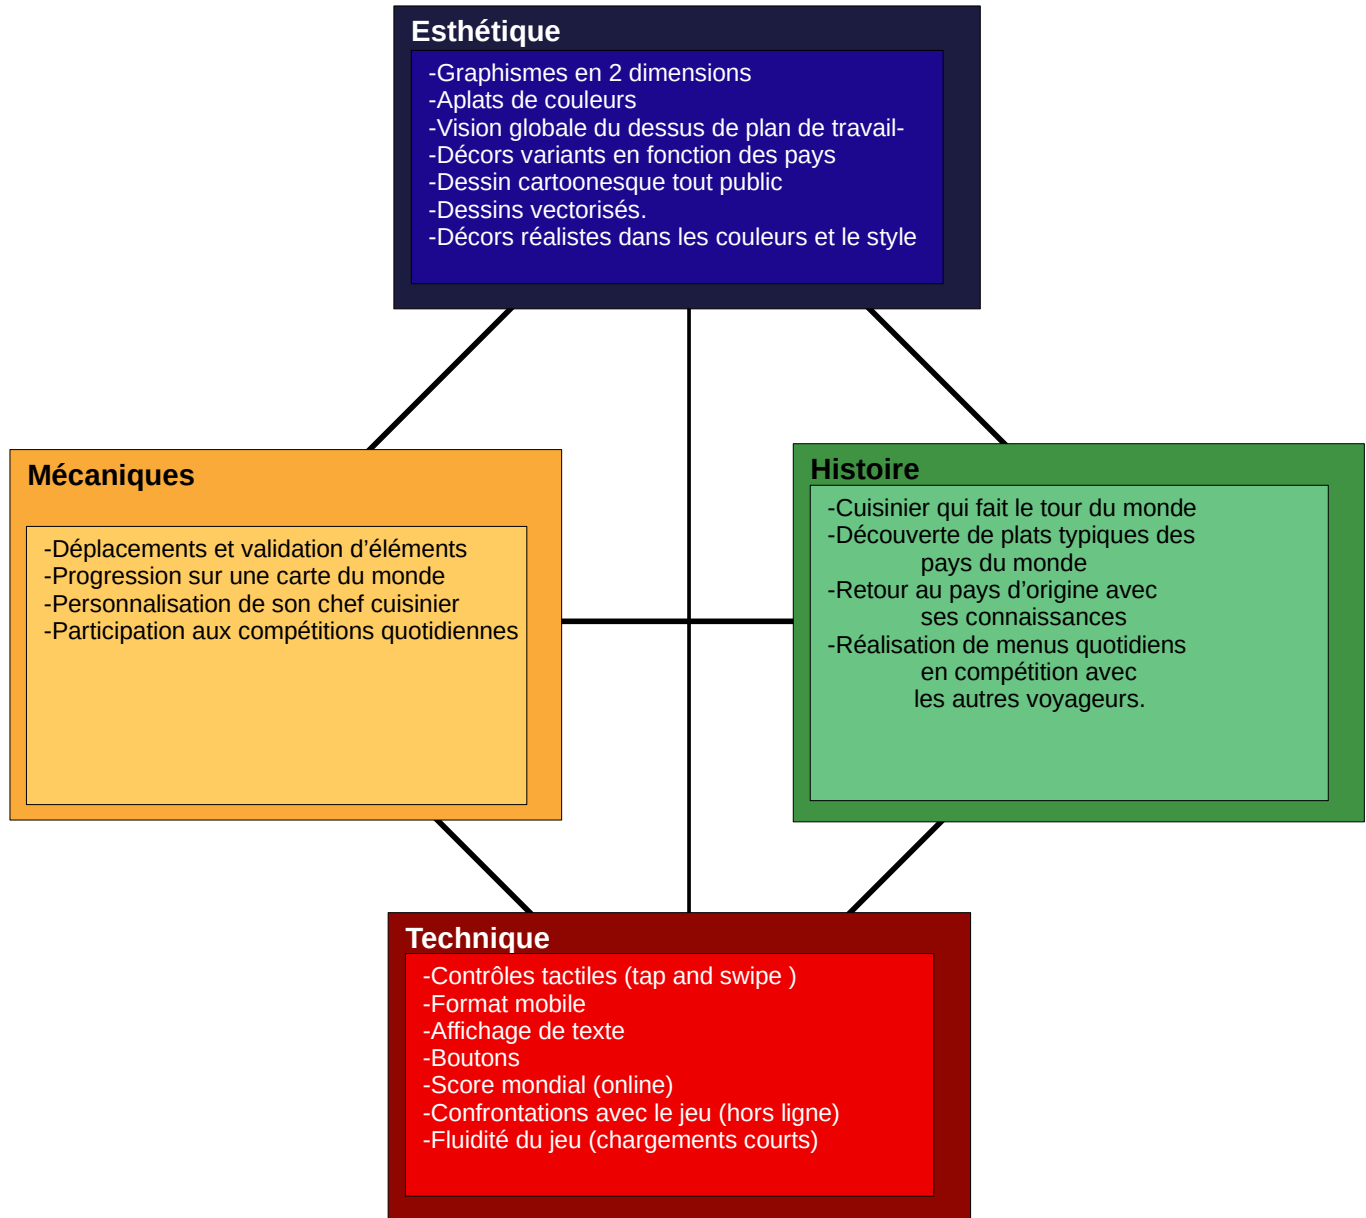 Esthétique
-Graphismes en 2 dimensions
-Aplats de couleurs
-Vision globale du dessus de plan de travail-
-Décors variants en fonction des pays
-Dessin cartoonesque tout public
-Dessins vectorisés.
-Décors réalistes dans les couleurs et le style
Mécaniques
-Déplacements et validation d’éléments
-Progression sur une carte du monde
-Personnalisation de son chef cuisinier
-Participation aux compétitions quotidiennes
Histoire
-Cuisinier qui fait le tour du monde
-Découverte de plats typiques des
pays du monde
-Retour au pays d’origine avec
ses connaissances
-Réalisation de menus quotidiens
en compétition avec
les autres voyageurs.
Technique
-Contrôles tactiles (tap and swipe )
-Format mobile
-Affichage de texte
-Boutons
-Score mondial (online)
-Confrontations avec le jeu (hors ligne)
-Fluidité du jeu (chargements courts)